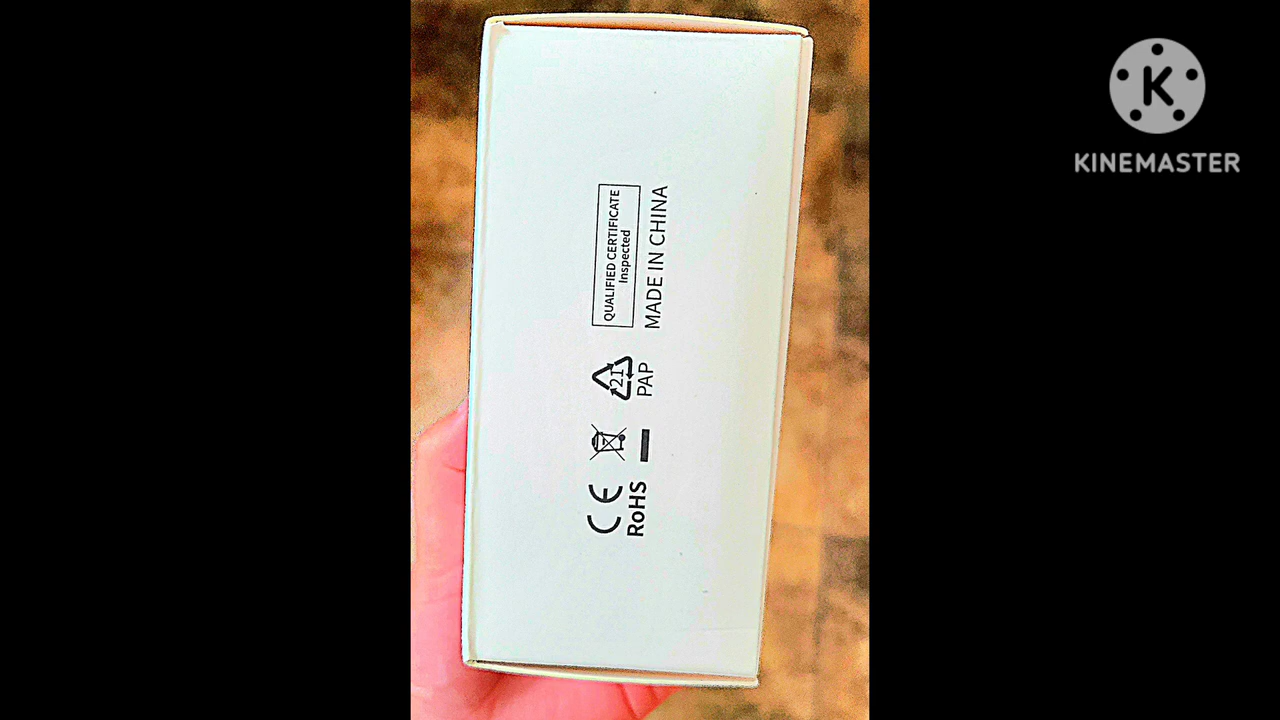 CE
RoHS
21
PAP
QUALIFIED CERTIFICATE
Inspected
MADE IN CHINA
K
KINEMASTER